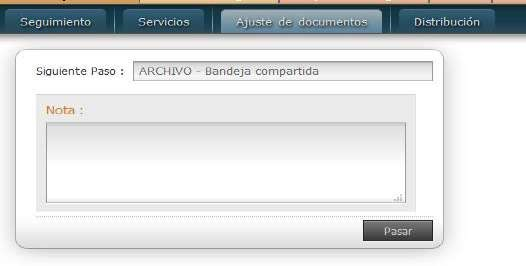 Seguimiento
Servicios
Ajuste de documentos
Distribución
Siguiente Paso : ARCHIVO - Bandeja compartida
Nota :
Pasar